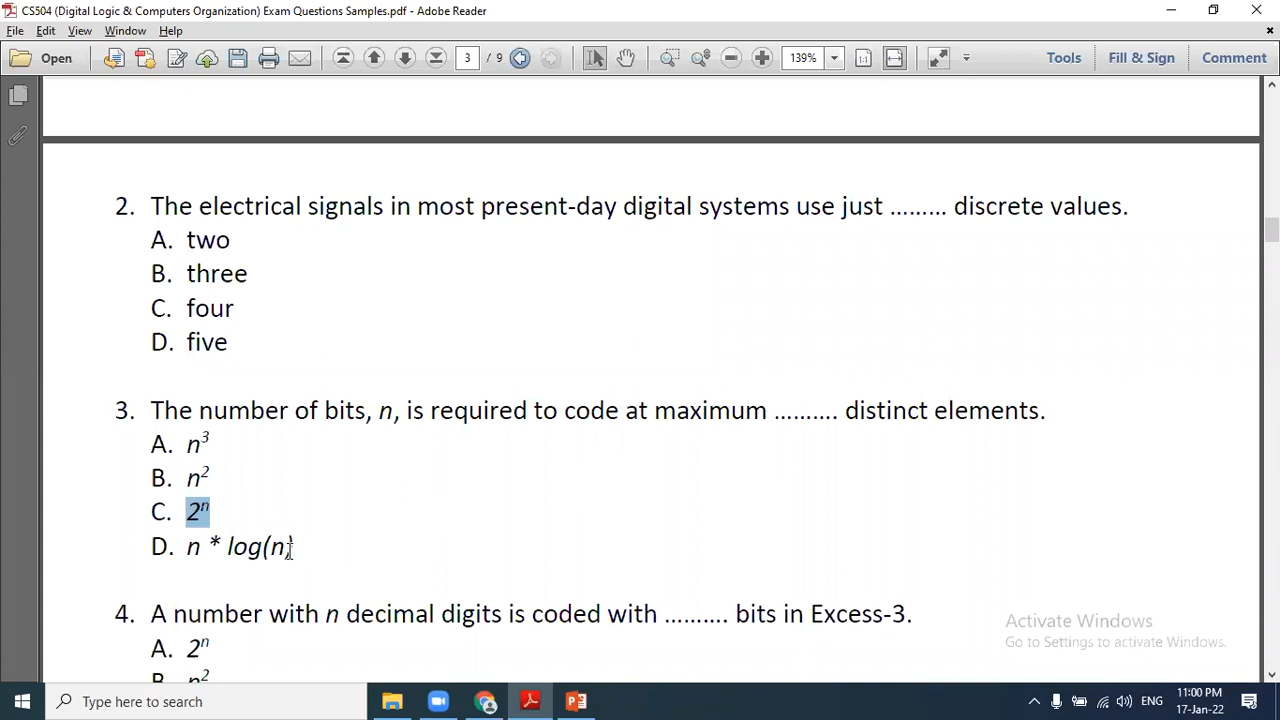 CS504 (Digital Logic & Computers Organization) Exam Questions Samples.pdf - Adobe Reader
File Edit View Window Help
Open 3 / 9 139% Tools Fill & Sign Comment
2. The electrical signals in most present-day digital systems use just ......... discrete values.
A. two
B. three
C. four
D. five
3. The number of bits, n, is required to code at maximum .......... distinct elements.
A. n³
B. n²
C. 2ⁿ
D. n * log(n)
4. A number with n decimal digits is coded with .......... bits in Excess-3.
A. 2ⁿ
B. n²
Activate Windows
Go to Settings to activate Windows.
Type here to search
ENG
11:00 PM
17-Jan-22